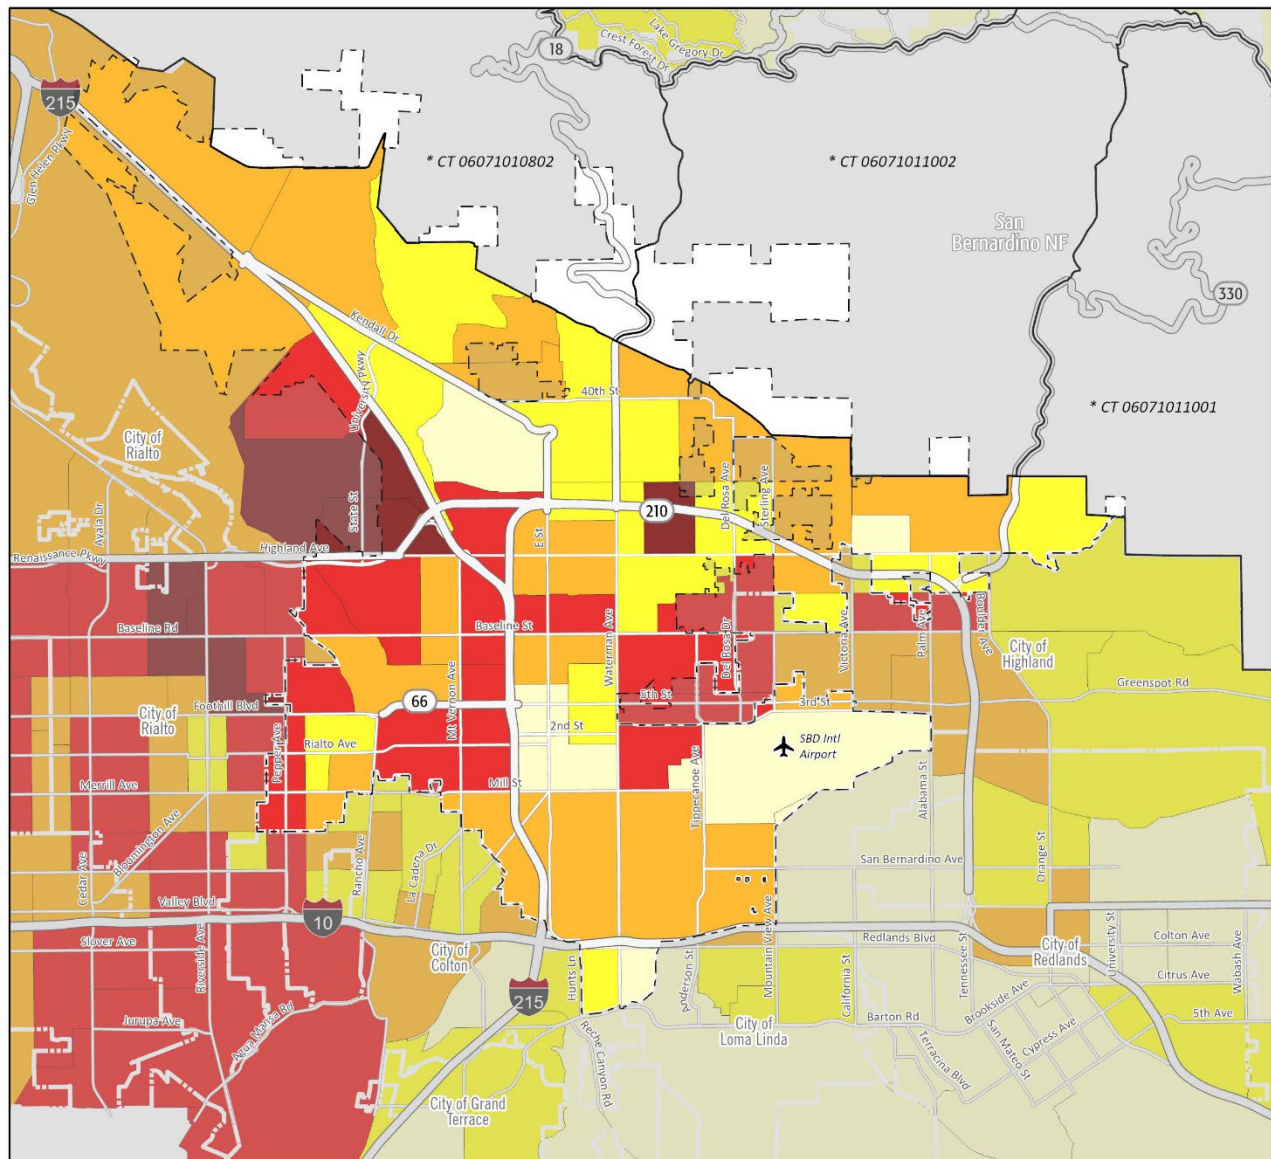 18
Crest Forest Dr
Lake Gregory Dr
215
Glen Helen Pkwy
* CT 06071010802
* CT 06071011002
San
Bernardino NF
330
Kendall Dr
University Pkwy
40th St
* CT 06071011001
City of
Rialto
Ayala Dr
State St
Del Rosa Ave
Sterling Ave
210
Renaissance Pkwy
Highland Ave
E St
Baseline Rd
Baseline St
Waterman Ave
Del Rosa Dr
Victoria Ave
Palm Ave
Boulder Ave
City of
Highland
Mt Vernon Ave
Greenspot Rd
City of
Rialto
Foothill Blvd
66
5th St
3rd St
2nd St
Pepper Ave
Rialto Ave
SBD Intl
Airport
Merrill Ave
Mill St
Tippecanoe Ave
Alabama St
Bloomington Ave
Cedar Ave
Rancho Ave
La Cadena Dr
San Bernardino Ave
Orange St
Valley Blvd
10
Slover Ave
Riverside Ave
City of
Colton
215
Hunts Ln
Anderson St
Mountain View Ave
Redlands Blvd
California St
Tennessee St
City of
Redlands
University St
Colton Ave
Citrus Ave
Wabash Ave
Brookside Ave
5th Ave
Jurupa Ave
Agua Mansa Rd
Reche Canyon Rd
City of
Loma Linda
Barton Rd
Terracina Blvd
San Mateo St
Cypress Ave
City of Grand
Terrace